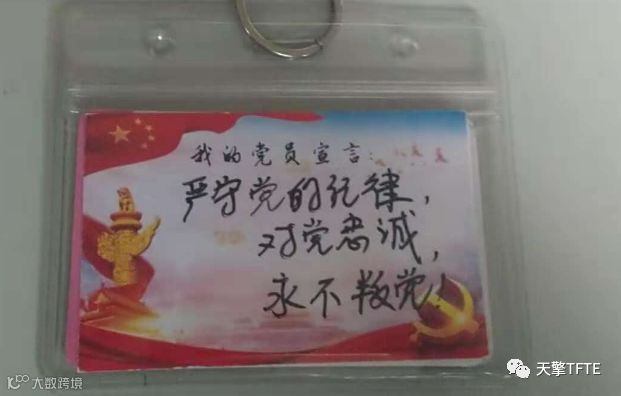 我的党员宣言：
严守党的纪律，
对党忠诚，
永不叛党！
天擎TFTE
大数跨境